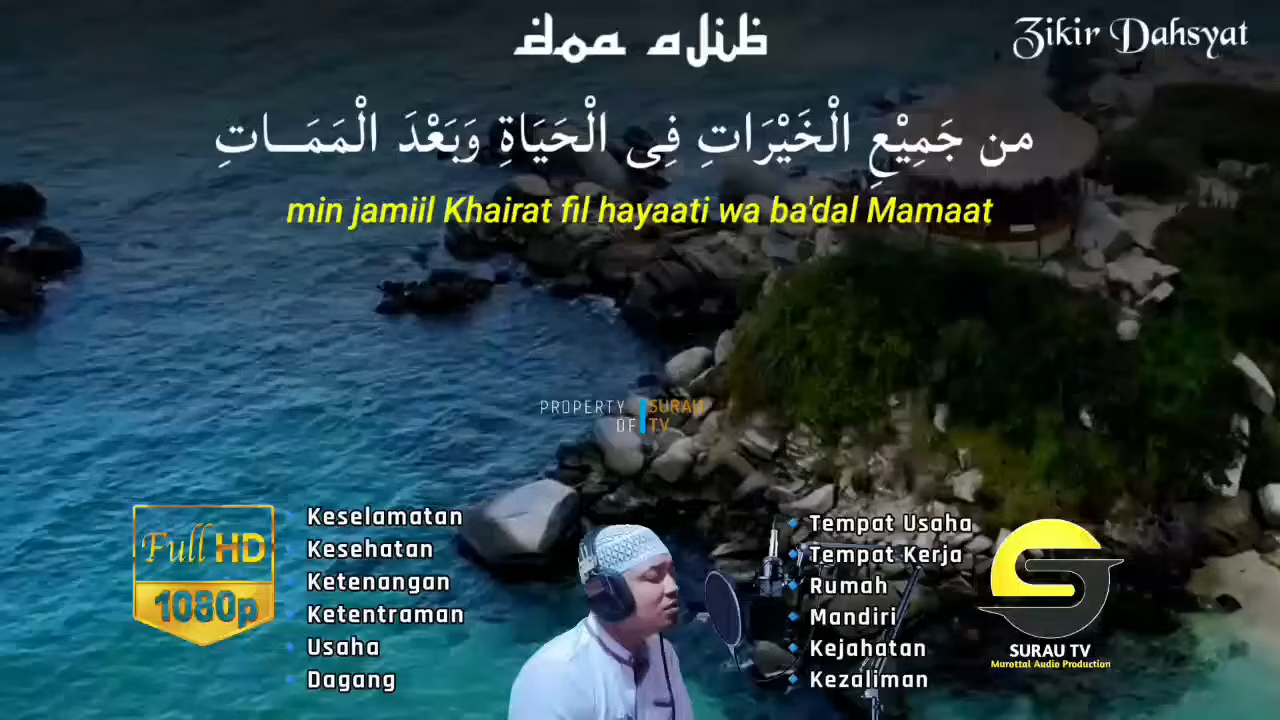 doa ajib
Zikir Dahsyat
من جَمِيْعِ الْخَيْرَاتِ فِى الْحَيَاةِ وَبَعْدَ الْمَمَــاتِ
min jamiil Khairat fil hayaati wa ba'dal Mamaat
PROPERTY OF SURAU TV
Full HD
1080p
Keselamatan
Kesehatan
Ketenangan
Ketentraman
Usaha
Dagang
Tempat Usaha
Tempat Kerja
Rumah
Mandiri
Kejahatan
Kezaliman
SURAU TV
Murottal Audio Production